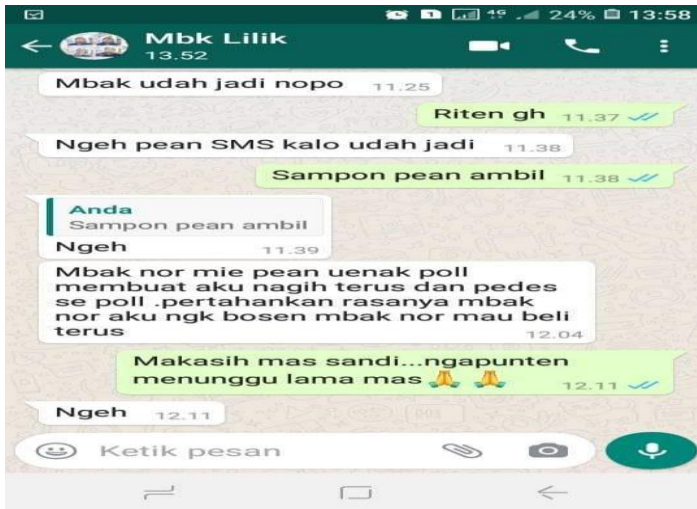 4G 24% 13:58
Mbk Lilik
13.52
Mbak udah jadi nopo 11.25
Riten gh 11.37
Ngeh pean SMS kalo udah jadi 11.38
Sampon pean ambil 11.38
Anda
Sampon pean ambil
Ngeh 11.39
Mbak nor mie pean uenak poll
membuat aku nagih terus dan pedes
se poll .pertahankan rasanya mbak
nor aku ngk bosen mbak nor mau beli
terus 12.04
Makasih mas sandi...ngapunten
menunggu lama mas🙏 🙏 12.11
Ngeh 12.11
Ketik pesan